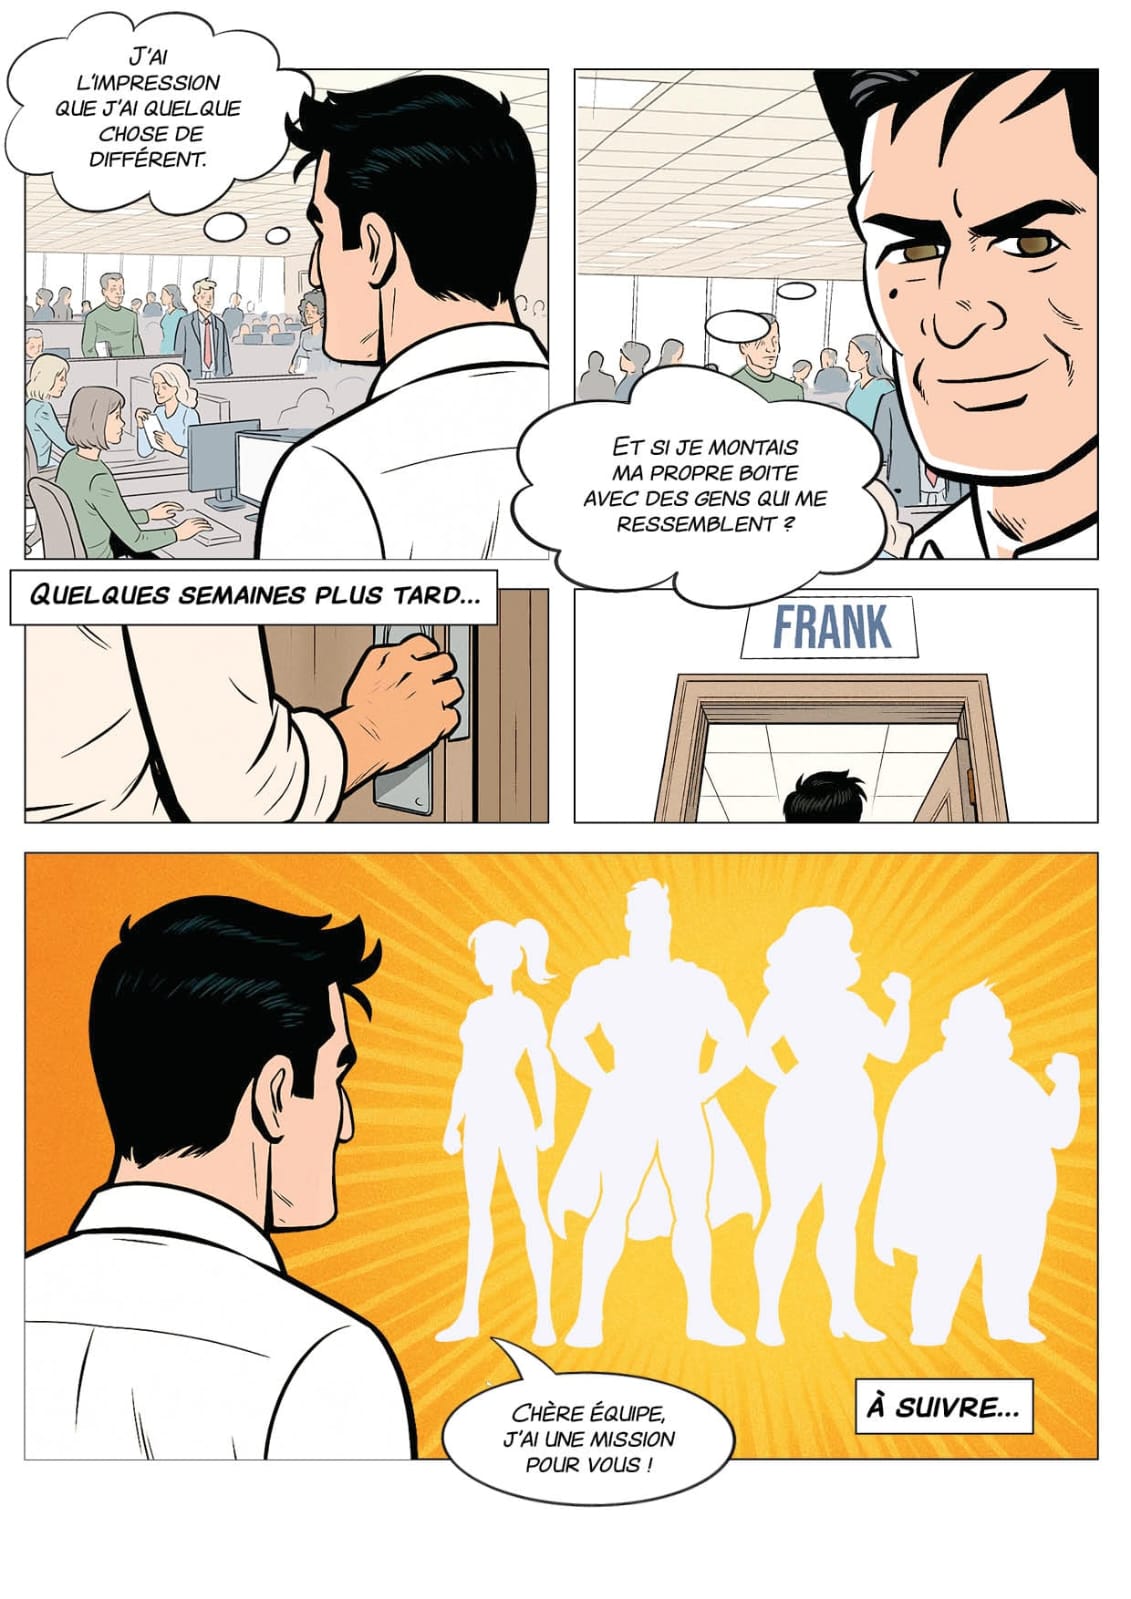 J'AI
L'IMPRESSION
QUE J'AI QUELQUE
CHOSE DE
DIFFÉRENT.
ET SI JE MONTAIS
MA PROPRE BOITE
AVEC DES GENS QUI ME
RESSEMBLENT ?
QUELQUES SEMAINES PLUS TARD...
FRANK
CHÈRE ÉQUIPE,
J'AI UNE MISSION
POUR VOUS !
À SUIVRE...